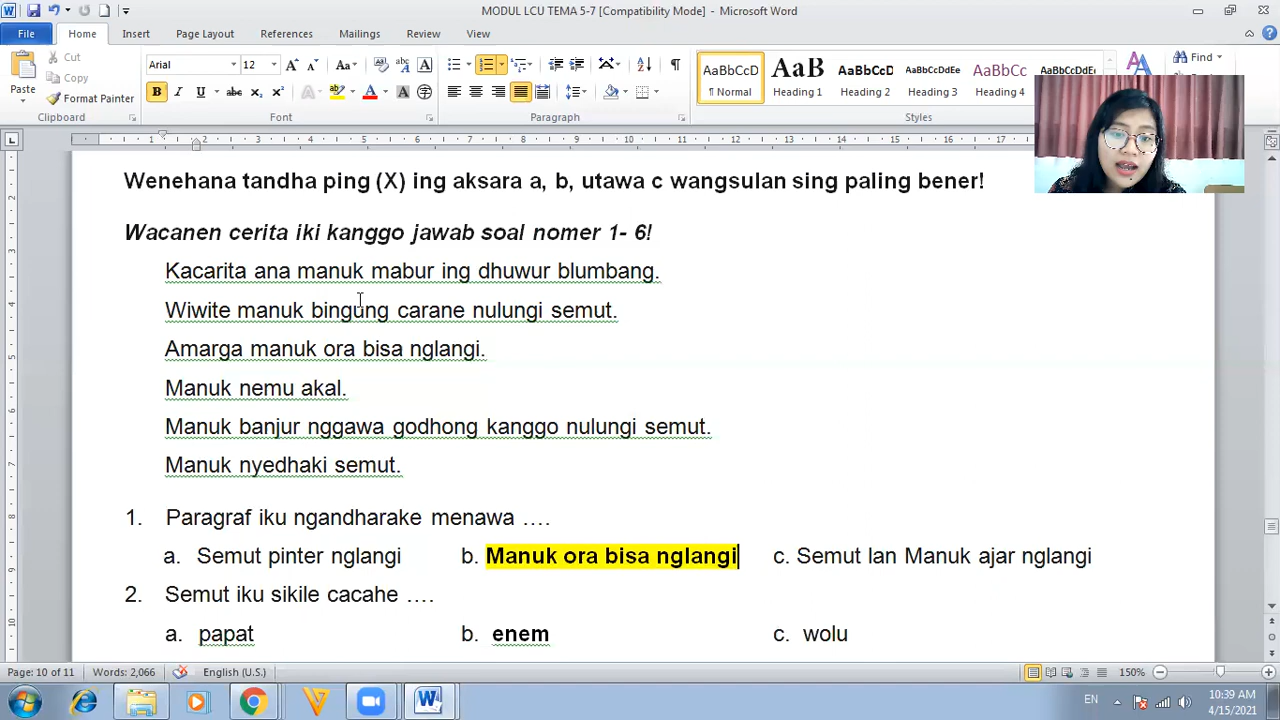 MODUL LCU TEMA 5-7 [Compatibility Mode] - Microsoft Word
File Home Insert Page Layout References Mailings Review View
Cut
Copy
Format Painter
Paste
Clipboard
Arial 12
Font
Paragraph
AaBbCcD AaB AaBbCcD AaBbCcDdEe AaBbCc AaBbCcDdEe
¶ Normal Heading 1 Heading 2 Heading 3 Heading 4
Styles
Find
Wenehana tandha ping (X) ing aksara a, b, utawa c wangsulan sing paling bener!
Wacanen cerita iki kanggo jawab soal nomer 1- 6!
Kacarita ana manuk mabur ing dhuwur blumbang.
Wiwite manuk bingung carane nulungi semut.
Amarga manuk ora bisa nglangi.
Manuk nemu akal.
Manuk banjur nggawa godhong kanggo nulungi semut.
Manuk nyedhaki semut.
1. Paragraf iku ngandharake menawa ….
a. Semut pinter nglangi b. Manuk ora bisa nglangi c. Semut lan Manuk ajar nglangi
2. Semut iku sikile cacahe ….
a. papat b. enem c. wolu
Page: 10 of 11 Words: 2,066 English (U.S.) 150%
EN 10:39 AM
4/15/2021